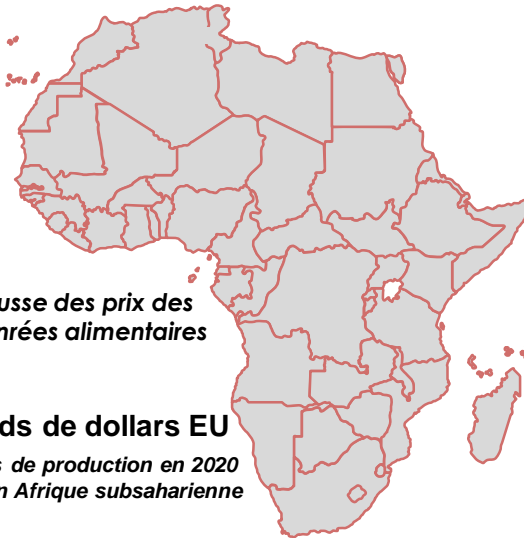 usse des prix des
nrées alimentaires
ds de dollars EU
s de production en 2020
n Afrique subsaharienne